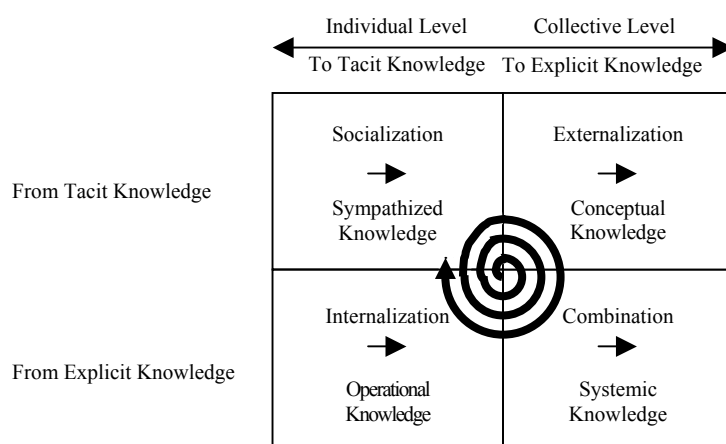 Individual Level Collective Level
To Tacit Knowledge To Explicit Knowledge
Socialization Externalization
From Tacit Knowledge
Sympathized Conceptual
Knowledge Knowledge
Internalization Combination
From Explicit Knowledge
Operational Systemic
Knowledge Knowledge